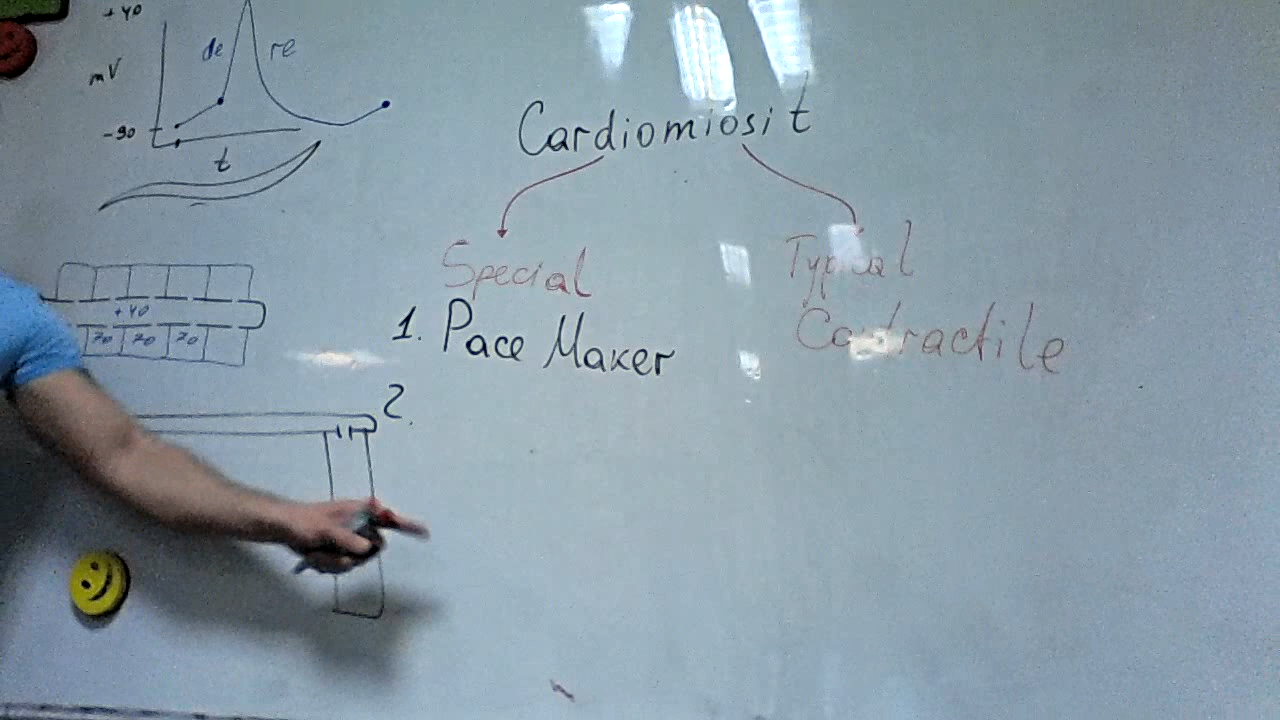 +40
de re
mV
-90
t
Cardiomiosit
Special
Typical
1. Pace Maker
Contractile
+40
70 70 70
2.